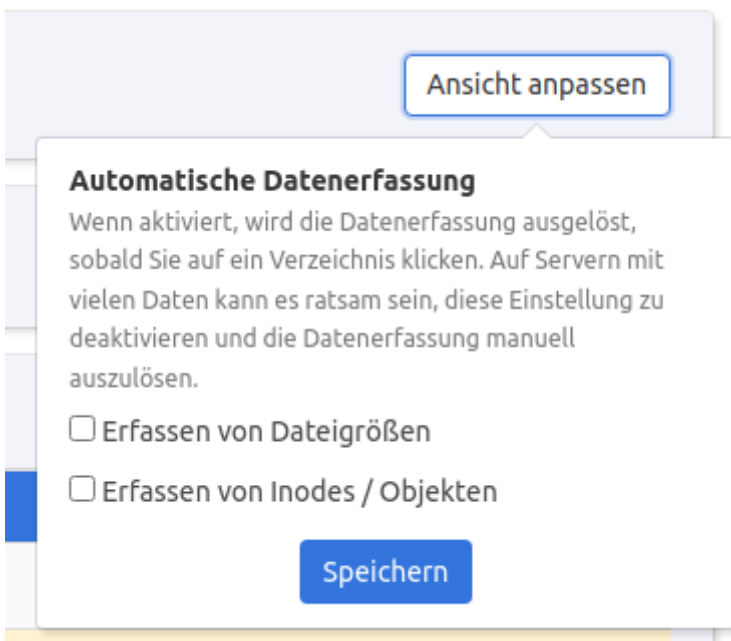 Ansicht anpassen
Automatische Datenerfassung
Wenn aktiviert, wird die Datenerfassung ausgelöst,
sobald Sie auf ein Verzeichnis klicken. Auf Servern mit
vielen Daten kann es ratsam sein, diese Einstellung zu
deaktivieren und die Datenerfassung manuell
auszulösen.
Erfassen von Dateigrößen
Erfassen von Inodes / Objekten
Speichern